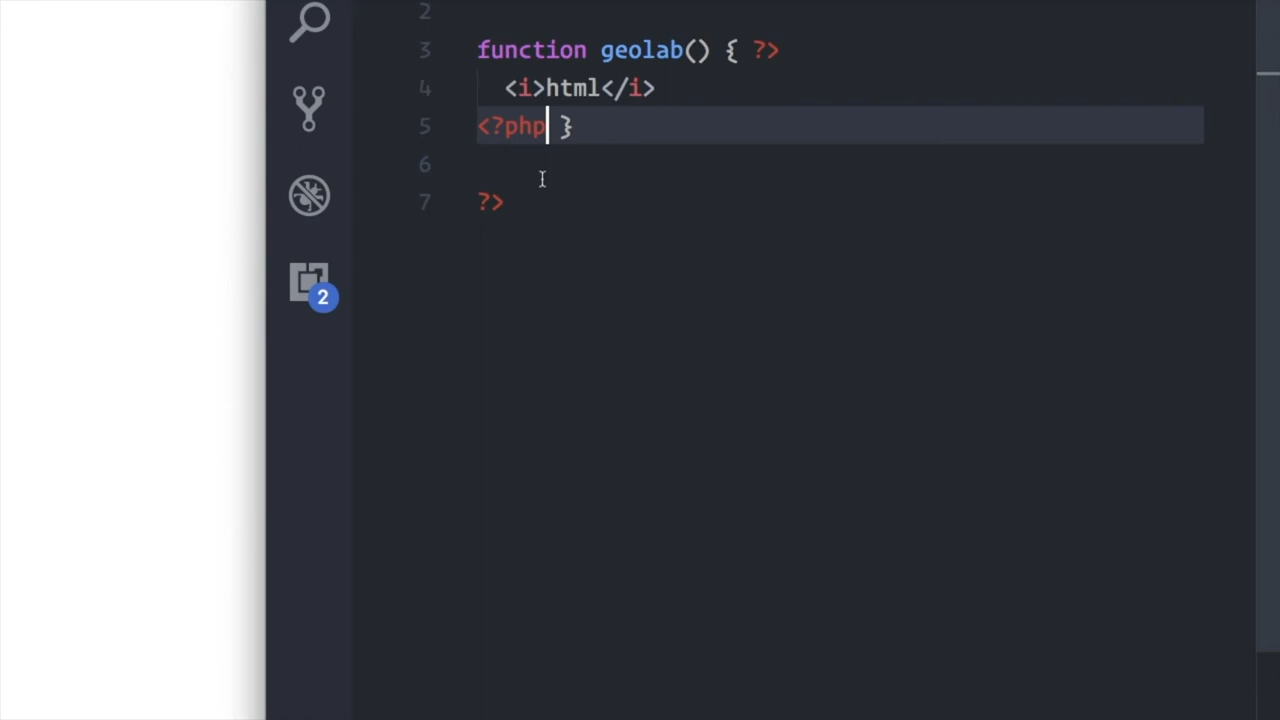 2
3 function geolab() { ?>
4 <i>html</i>
5 <?php }
6
7 ?>
2